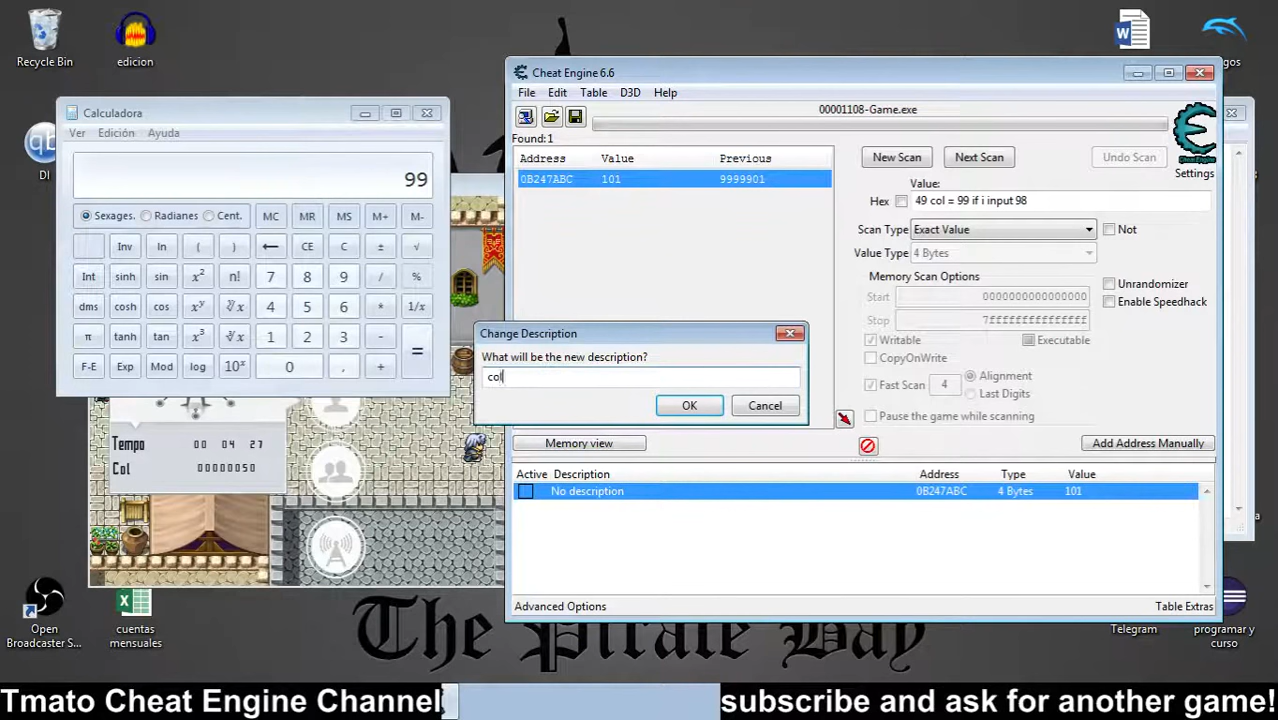 Recycle Bin
edicion
DI
gos
Calculadora
Ver Edición Ayuda
99
Sexages. Radianes Cent. MC MR MS M+ M-
Inv ln ( ) ← CE C ± √
Int sinh sin x² n! 7 8 9 / %
dms cosh cos xʸ ʸ√x 4 5 6 * 1/x
π tanh tan x³ ³√x 1 2 3 - =
F-E Exp Mod log 10ˣ 0 , +
Tempo 00 04 27
Col 00000050
Cheat Engine 6.6
File Edit Table D3D Help
00001108-Game.exe
Found:1
Address Value Previous
0B247ABC 101 9999901
New Scan Next Scan Undo Scan
Cheat Engine
Settings
Value:
Hex 49 col = 99 if i input 98
Scan Type Exact Value Not
Value Type 4 Bytes
Memory Scan Options
Start 0000000000000000
Stop 7fffffffffffffff
Writable Executable
CopyOnWrite
Fast Scan 4 Alignment
Last Digits
Pause the game while scanning
Unrandomizer
Enable Speedhack
Change Description
What will be the new description?
col
OK Cancel
Memory view Add Address Manually
Active Description Address Type Value
No description 0B247ABC 4 Bytes 101
Advanced Options Table Extras
Open Broadcaster S...
cuentas mensuales
Telegram
programar y curso
The Pirate Bay
Tmato Cheat Engine Channel
subscribe and ask for another game!